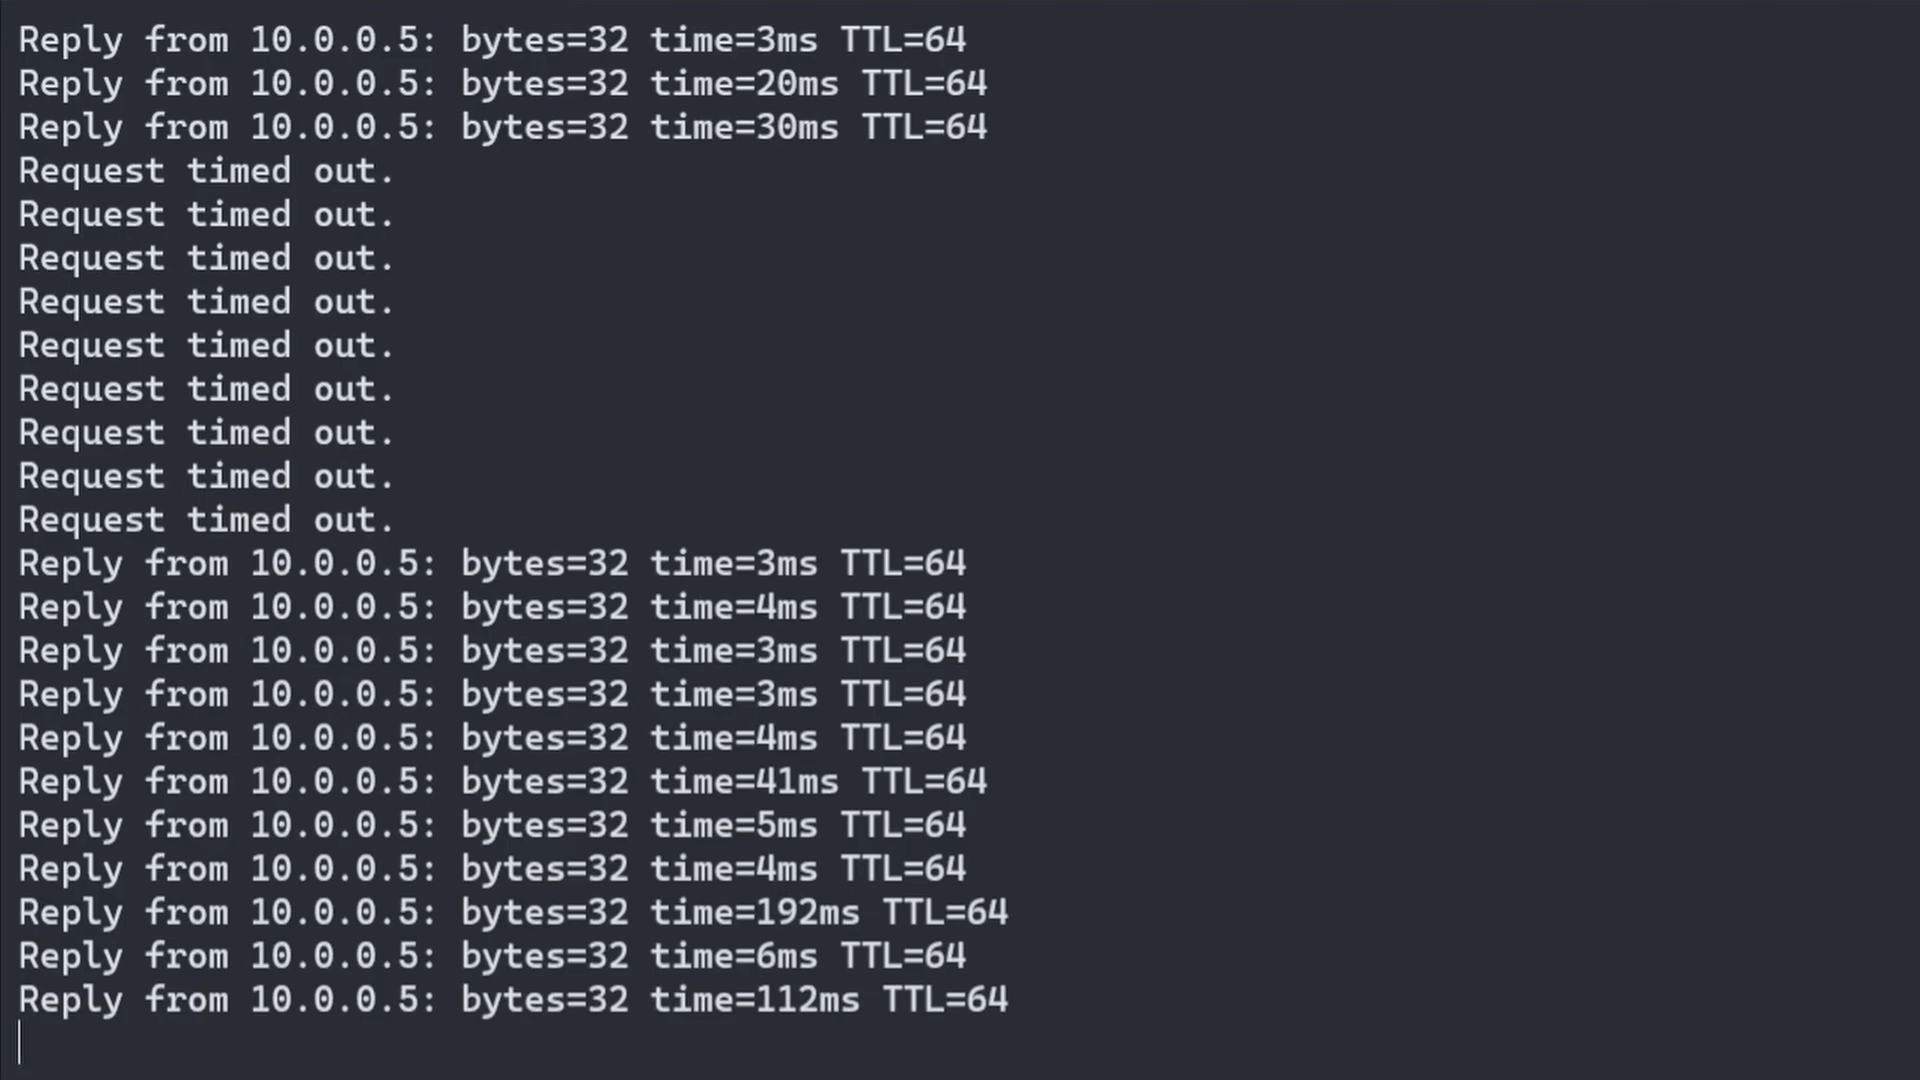 Reply from 10.0.0.5: bytes=32 time=3ms TTL=64
Reply from 10.0.0.5: bytes=32 time=20ms TTL=64
Reply from 10.0.0.5: bytes=32 time=30ms TTL=64
Request timed out.
Request timed out.
Request timed out.
Request timed out.
Request timed out.
Request timed out.
Request timed out.
Request timed out.
Request timed out.
Reply from 10.0.0.5: bytes=32 time=3ms TTL=64
Reply from 10.0.0.5: bytes=32 time=4ms TTL=64
Reply from 10.0.0.5: bytes=32 time=3ms TTL=64
Reply from 10.0.0.5: bytes=32 time=3ms TTL=64
Reply from 10.0.0.5: bytes=32 time=4ms TTL=64
Reply from 10.0.0.5: bytes=32 time=41ms TTL=64
Reply from 10.0.0.5: bytes=32 time=5ms TTL=64
Reply from 10.0.0.5: bytes=32 time=4ms TTL=64
Reply from 10.0.0.5: bytes=32 time=192ms TTL=64
Reply from 10.0.0.5: bytes=32 time=6ms TTL=64
Reply from 10.0.0.5: bytes=32 time=112ms TTL=64